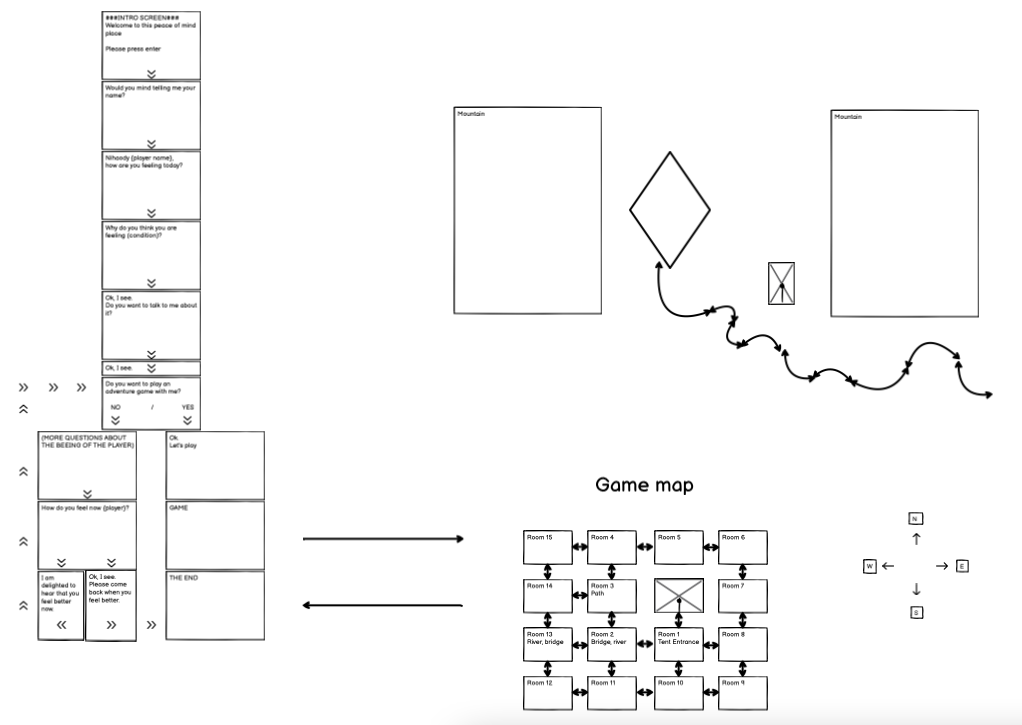 ###INTRO SCREEN###
Welcome to this peace of mind
place
Please press enter
Would you mind telling me your
name?
Nihoody (player name),
how are you feeling today?
Why do you think you are
feeling (condition)?
Ok, I see.
Do you want to talk to me about
it?
Ok, I see.
Do you want to play an
adventure game with me?
NO / YES
(MORE QUESTIONS ABOUT
THE BEEING OF THE PLAYER)
How do you feel now (player)?
I am
delighted to
hear that you
feel better
now.
Ok, I see.
Please come
back when you
feel better.
Ok.
Let's play
GAME
THE END
Mountain
Mountain
Game map
Room 15
Room 4
Room 5
Room 6
Room 14
Room 3
Path
Room 7
Room 13
River, bridge
Room 2
Bridge, river
Room 1
Tent Entrance
Room 8
Room 12
Room 11
Room 10
Room 9
N
W
E
S